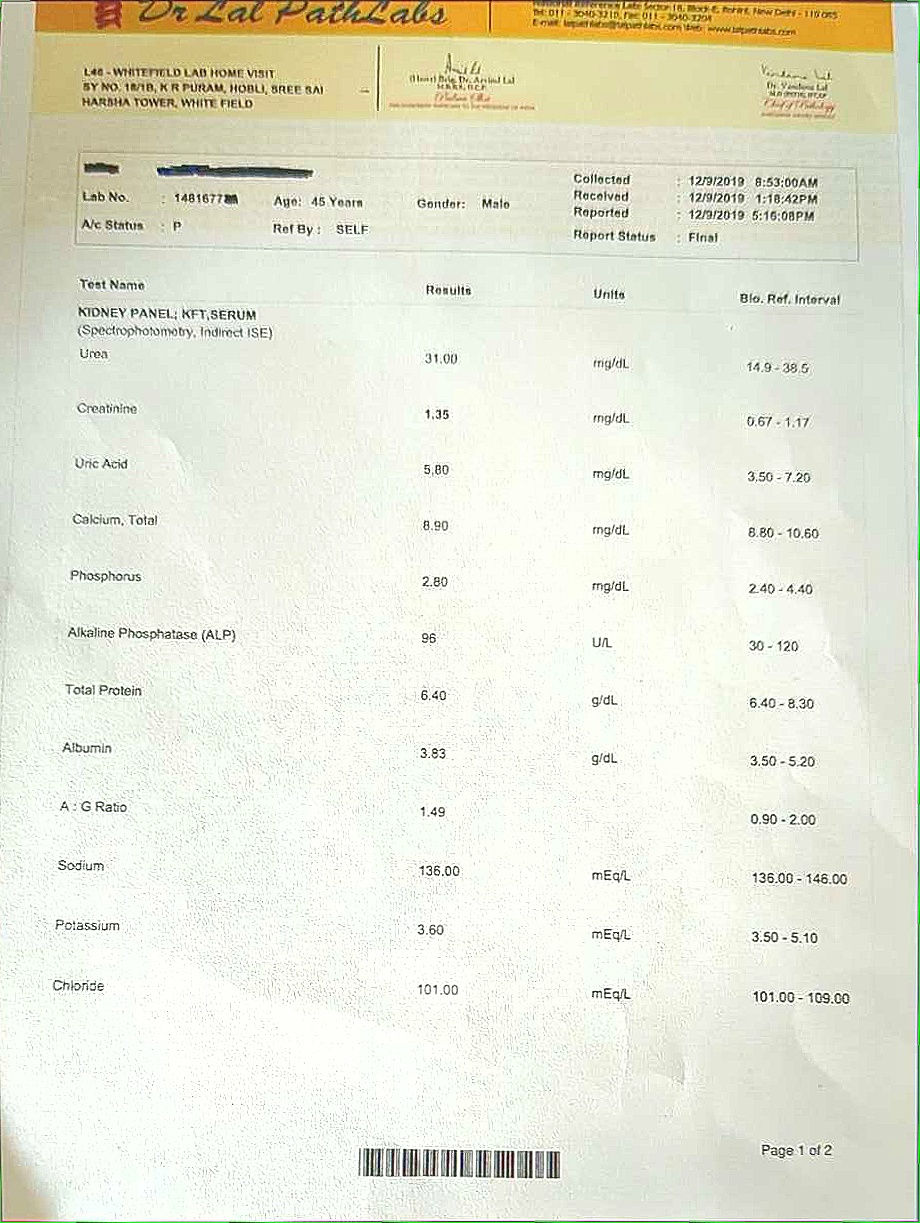 Dr Lal PathLabs
National Reference Lab: Sector 18, Block-E, Rohini, New Delhi - 110 085
Tel: 011 - 3040-3210, Fax: 011 - 3040-3204
E-mail: lalpathlabs@lalpathlabs.com Web: www.lalpathlabs.com
L46 - WHITEFIELD LAB HOME VISIT
SY NO. 18/1B, K R PURAM, HOBLI, SREE SAI
HARSHA TOWER, WHITE FIELD
(Hony) Brig. Dr. Arvind Lal
M.B.B.S., D.C.P.
Dr. Vandana Lal
Chief of Pathology
Lab No. : 1481677
Age: 45 Years
Gender: Male
A/c Status : P
Ref By : SELF
Collected : 12/9/2019 8:53:00AM
Received : 12/9/2019 1:18:42PM
Reported : 12/9/2019 5:16:08PM
Report Status : Final
Test Name Results Units Bio. Ref. Interval
KIDNEY PANEL; KFT,SERUM
(Spectrophotometry, Indirect ISE)
Urea 31.00 mg/dL 14.9 - 38.5
Creatinine 1.35 mg/dL 0.67 - 1.17
Uric Acid 5.80 mg/dL 3.50 - 7.20
Calcium, Total 8.90 mg/dL 8.80 - 10.60
Phosphorus 2.80 mg/dL 2.40 - 4.40
Alkaline Phosphatase (ALP) 96 U/L 30 - 120
Total Protein 6.40 g/dL 6.40 - 8.30
Albumin 3.83 g/dL 3.50 - 5.20
A : G Ratio 1.49 0.90 - 2.00
Sodium 136.00 mEq/L 136.00 - 146.00
Potassium 3.60 mEq/L 3.50 - 5.10
Chloride 101.00 mEq/L 101.00 - 109.00
Page 1 of 2